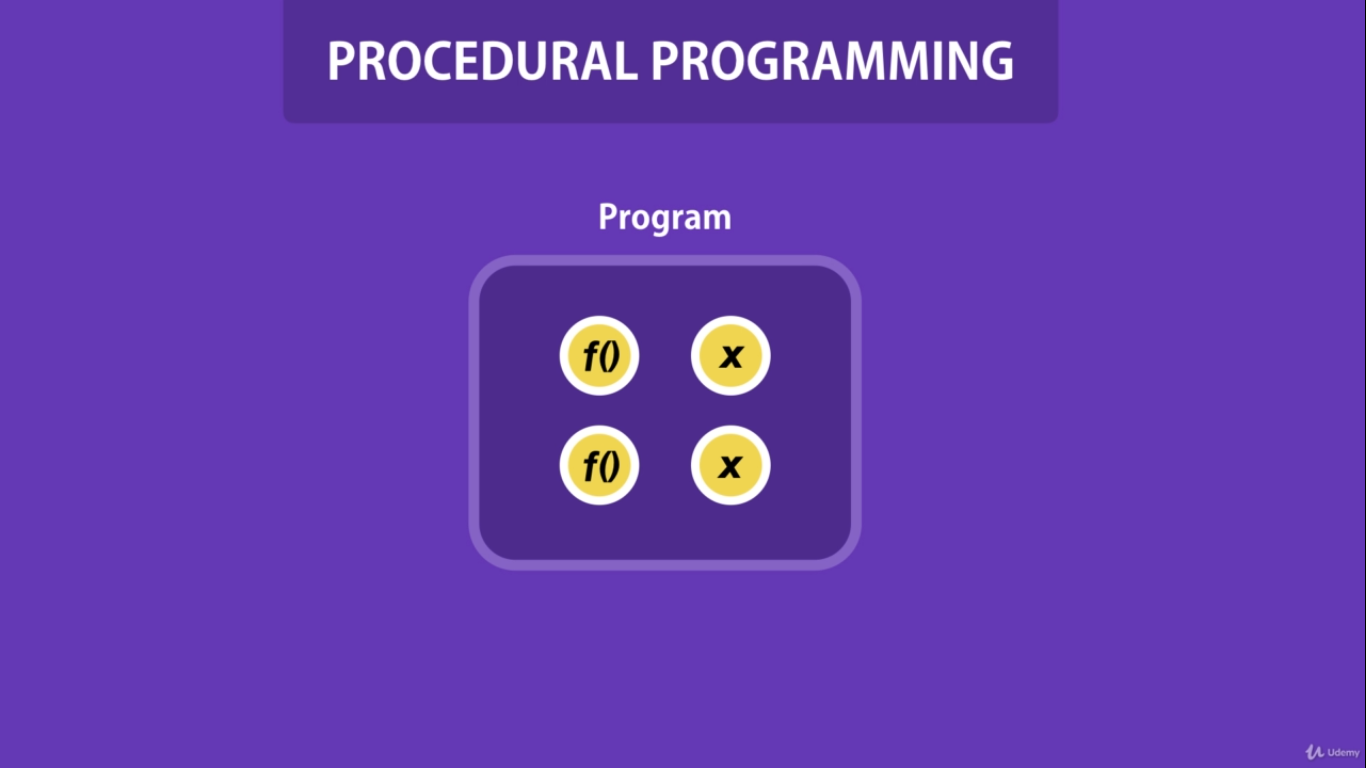 PROCEDURAL PROGRAMMING
Program
f() x
f() x
Udemy